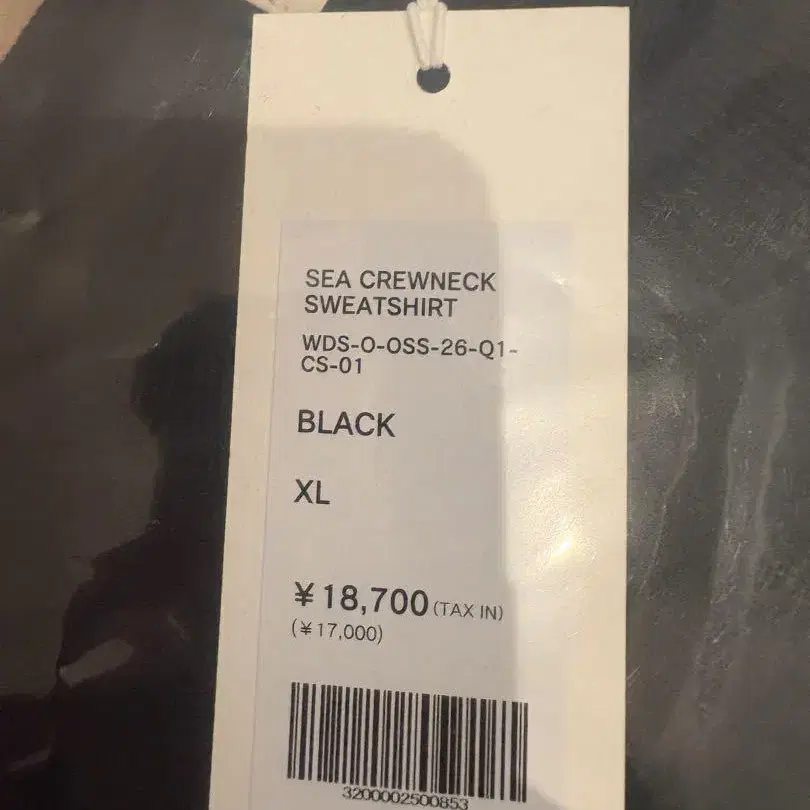 SEA CREWNECK
SWEATSHIRT
WDS-O-OSS-26-Q1-
CS-01
BLACK
XL
¥18,700 (TAX IN)
(¥17,000)
3200002500853